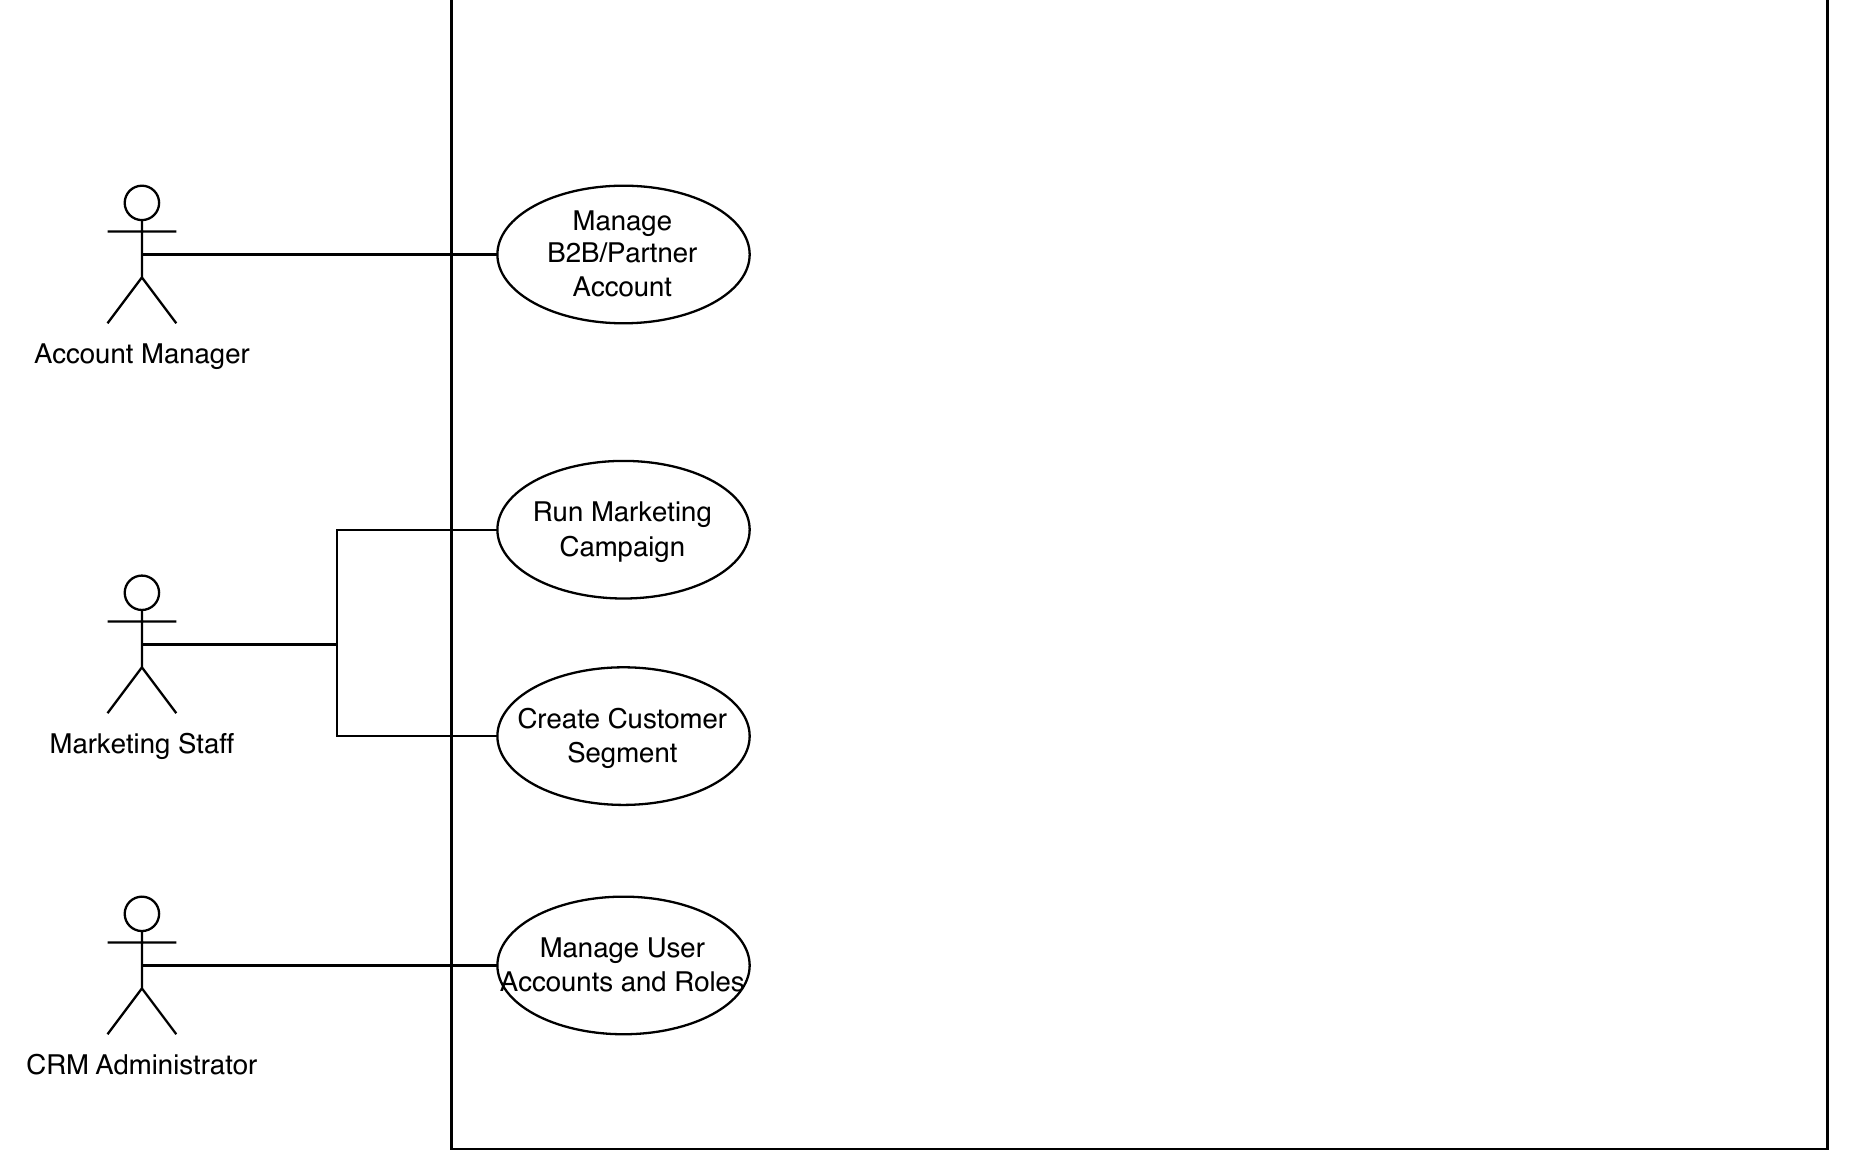 Manage
B2B/Partner
Account
Account Manager
Run Marketing
Campaign
Marketing Staff
Create Customer
Segment
Manage User
Accounts and Roles
CRM Administrator